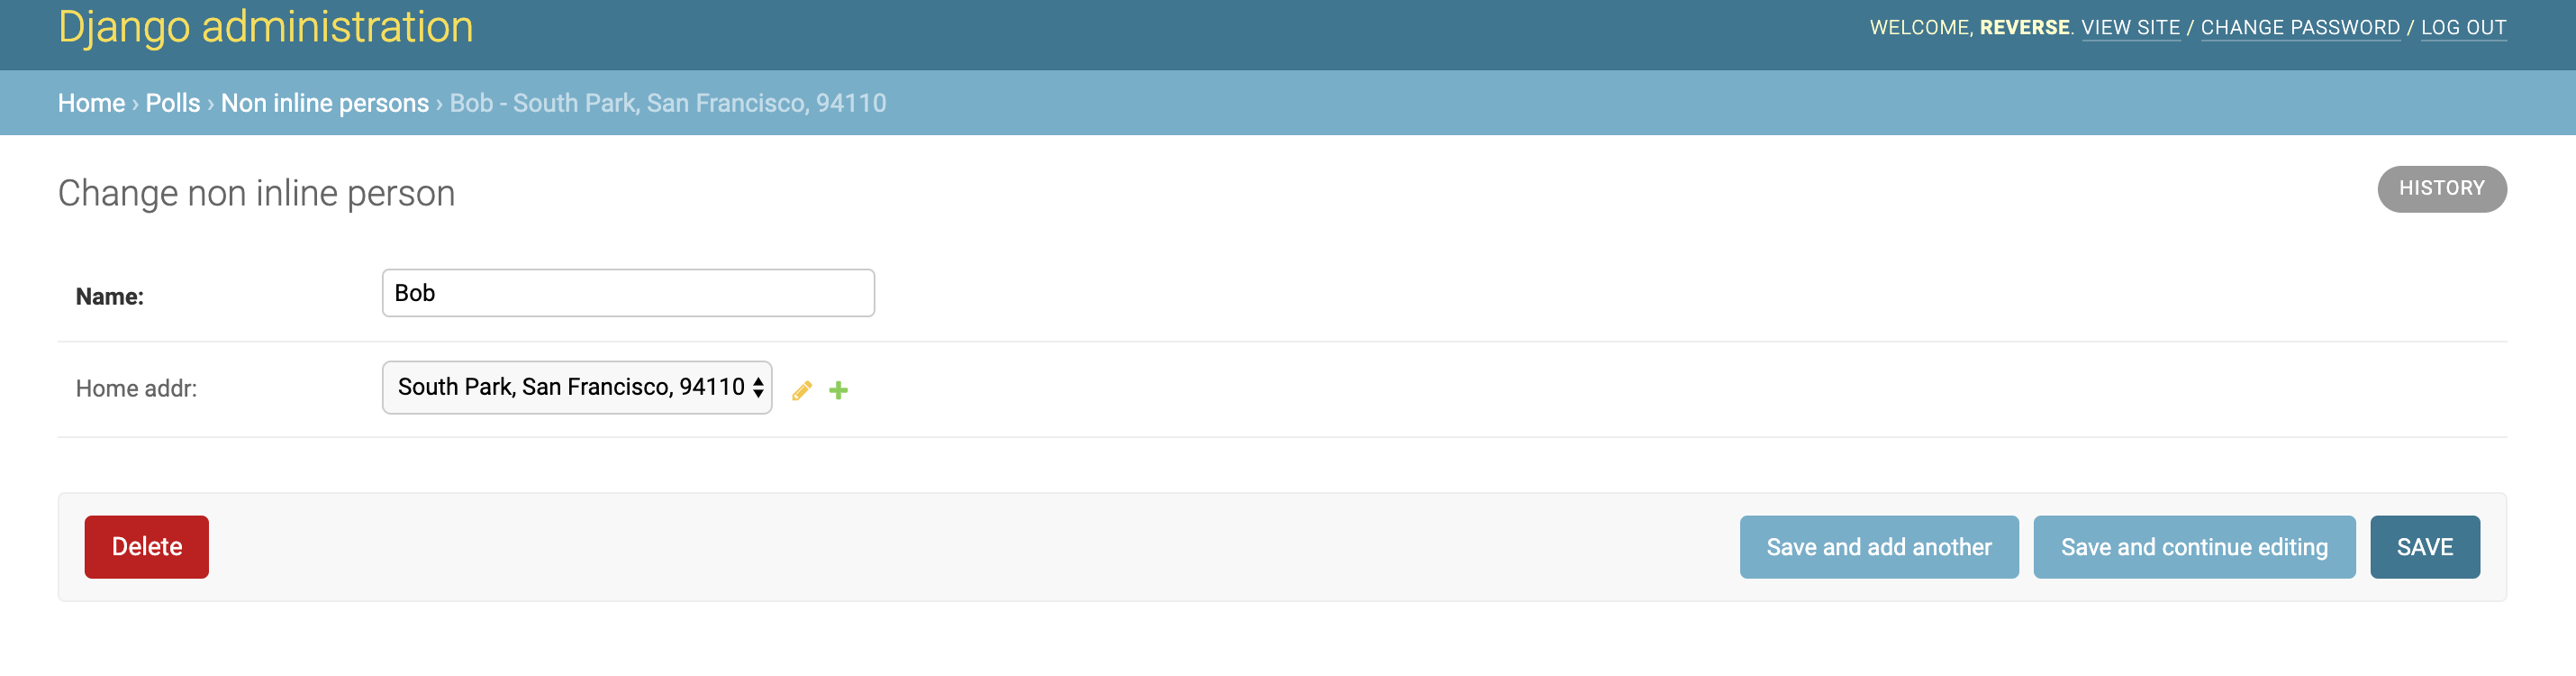 Django administration
WELCOME, REVERSE. VIEW SITE / CHANGE PASSWORD / LOG OUT
Home › Polls › Non inline persons › Bob - South Park, San Francisco, 94110
Change non inline person
HISTORY
Name:
Bob
Home addr:
South Park, San Francisco, 94110
Delete
Save and add another
Save and continue editing
SAVE